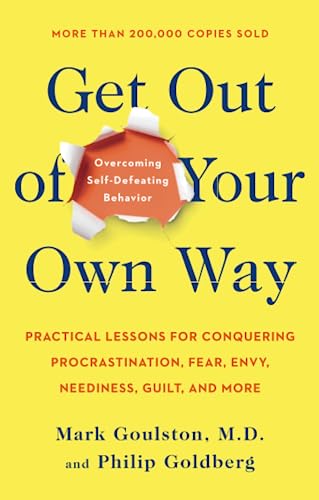 MORE THAN 200,000 COPIES SOLD
Get Out
of Your
Overcoming
Self-Defeating
Behavior
Own Way
PRACTICAL LESSONS FOR CONQUERING
PROCRASTINATION, FEAR, ENVY,
NEEDINESS, GUILT, AND MORE
Mark Goulston, M.D.
and Philip Goldberg